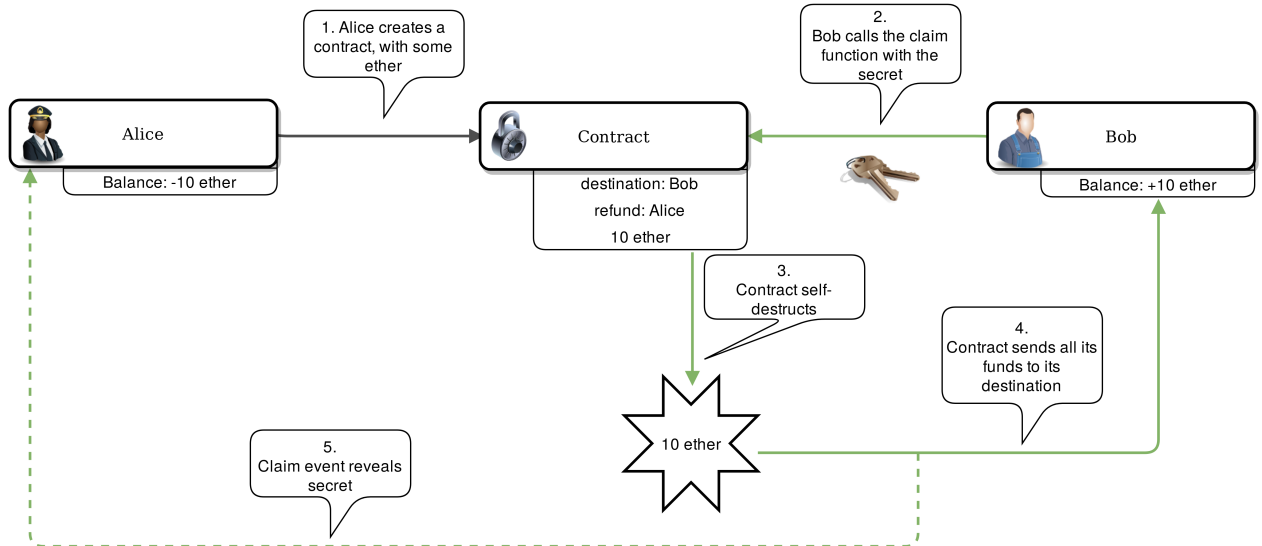 1. Alice creates a
contract, with some
ether
2.
Bob calls the claim
function with the
secret
Alice
Contract
Bob
Balance: -10 ether
destination: Bob
refund: Alice
10 ether
Balance: +10 ether
3.
Contract self-
destructs
4.
Contract sends all its
funds to its
destination
10 ether
5.
Claim event reveals
secret